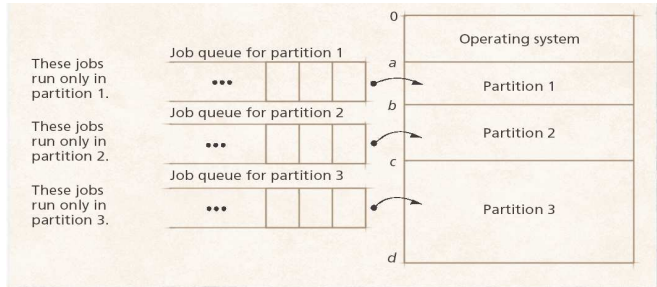 These jobs
run only in
partition 1.
Job queue for partition 1
...
These jobs
run only in
partition 2.
Job queue for partition 2
...
These jobs
run only in
partition 3.
Job queue for partition 3
...
0
Operating system
a
Partition 1
b
Partition 2
c
Partition 3
d